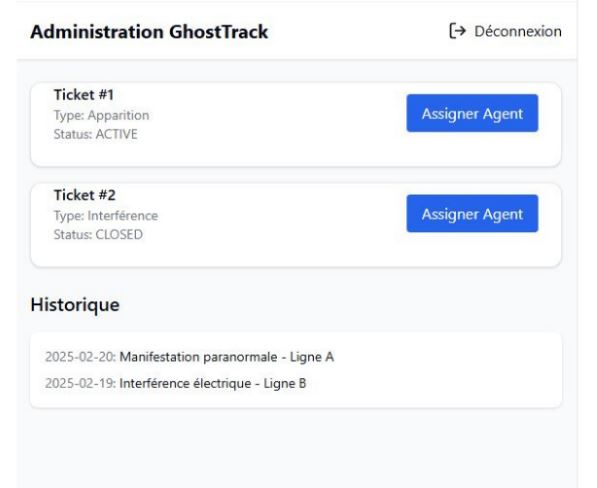 Administration GhostTrack
Déconnexion
Ticket #1
Type: Apparition
Status: ACTIVE
Assigner Agent
Ticket #2
Type: Interférence
Status: CLOSED
Assigner Agent
Historique
2025-02-20: Manifestation paranormale - Ligne A
2025-02-19: Interférence électrique - Ligne B